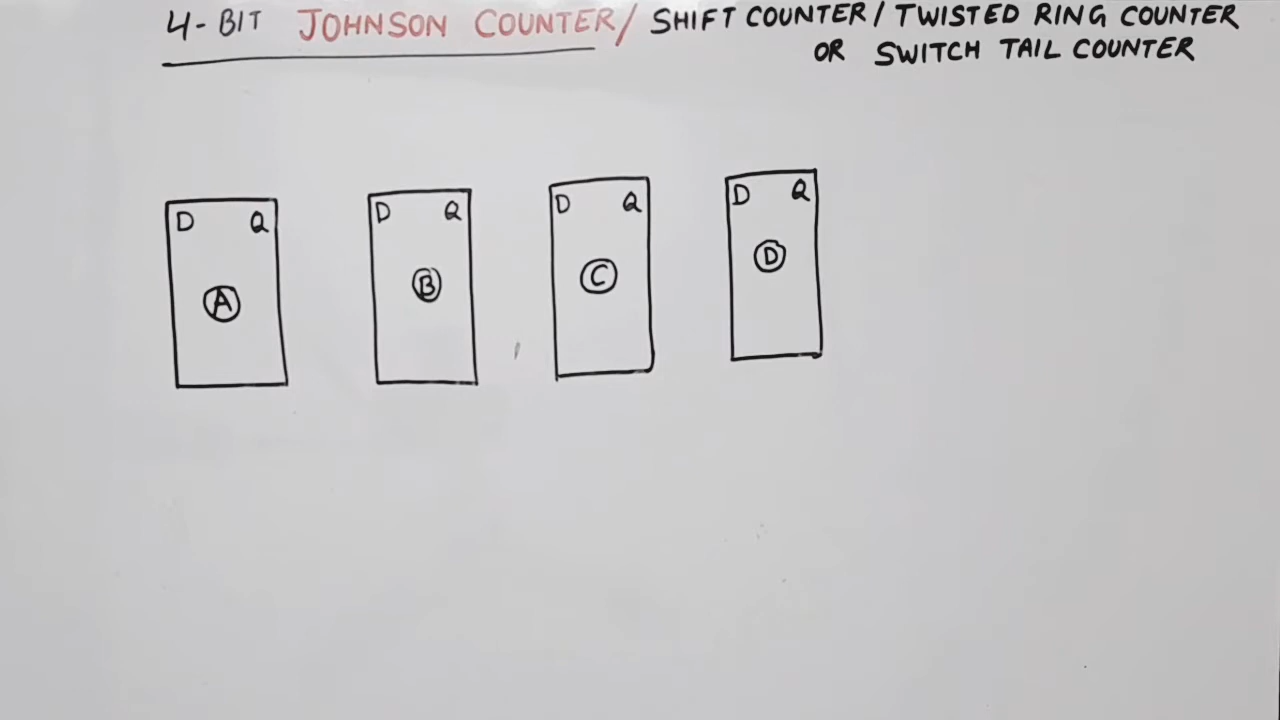 4-BIT JOHNSON COUNTER/ SHIFT COUNTER/ TWISTED RING COUNTER
OR SWITCH TAIL COUNTER
D Q D Q D Q D Q
A B C D